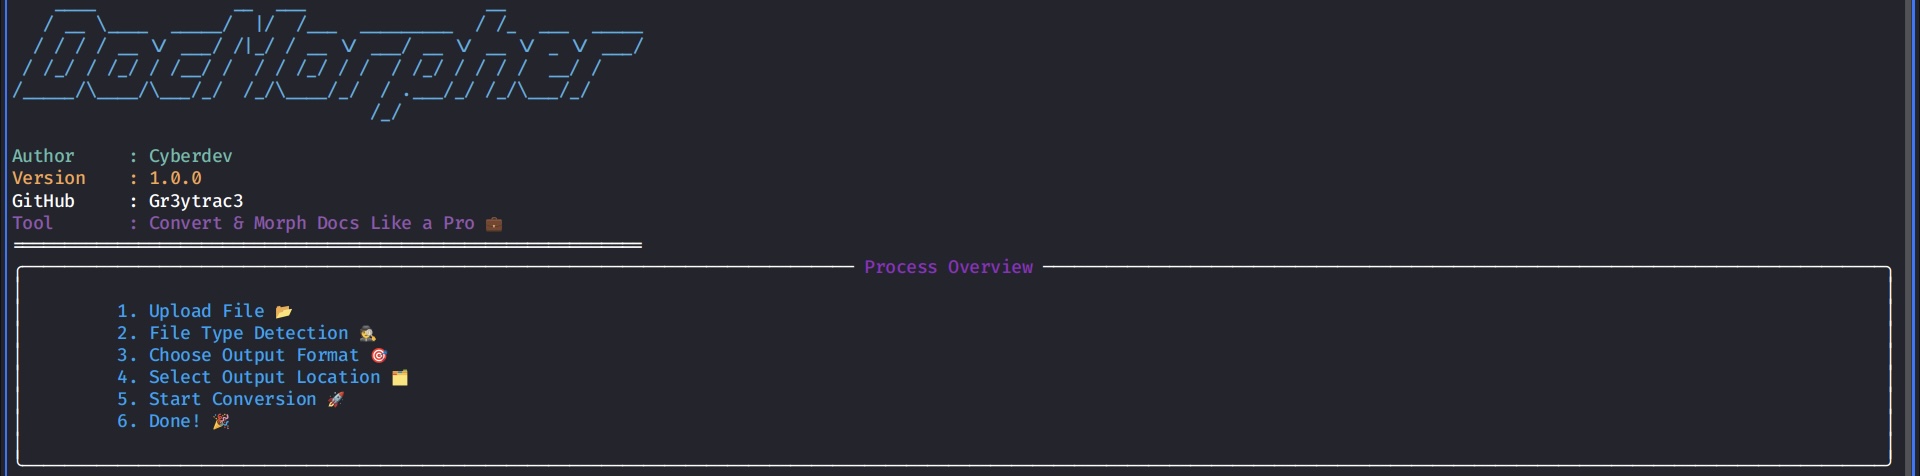 DocMorpher
Author : Cyberdev
Version : 1.0.0
GitHub : Gr3ytrac3
Tool : Convert & Morph Docs Like a Pro 💼
Process Overview
1. Upload File 📂
2. File Type Detection 🕵
3. Choose Output Format 🎯
4. Select Output Location 🗂
5. Start Conversion 🚀
6. Done! 🎉